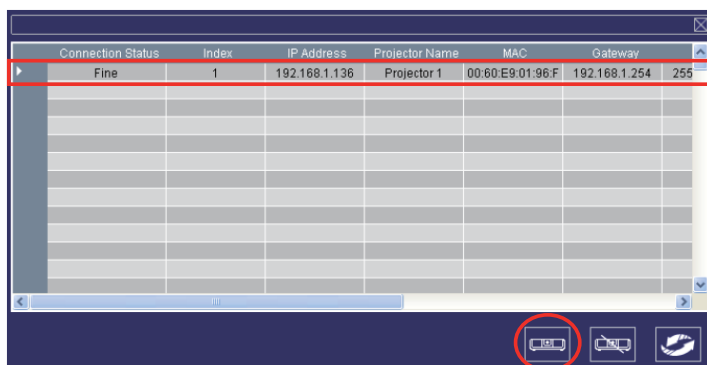 Connection Status Index IP Address Projector Name MAC Gateway
Fine 1 192.168.1.136 Projector 1 00:60:E9:01:96:F 192.168.1.254 255